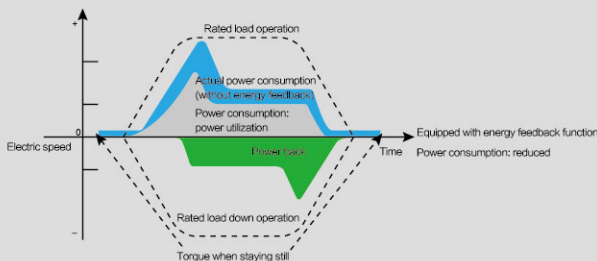 +
Rated load operation
Actual power consumption
(without energy feedback)
Power consumption:
power utilization
0
Electric speed
Power back
Time
Equipped with energy feedback function
Power consumption: reduced
Rated load down operation
–
Torque when staying still